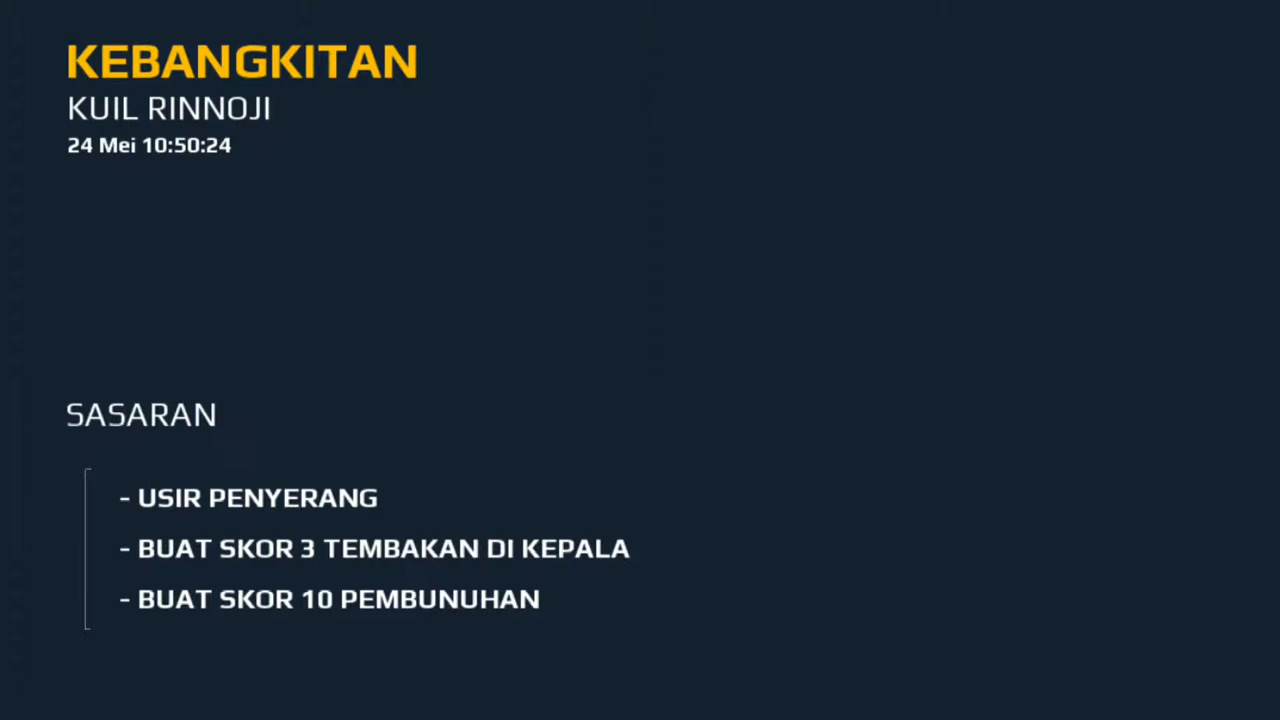 KEBANGKITAN
KUIL RINNOJI
24 Mei 10:50:24
SASARAN
- USIR PENYERANG
- BUAT SKOR 3 TEMBAKAN DI KEPALA
- BUAT SKOR 10 PEMBUNUHAN